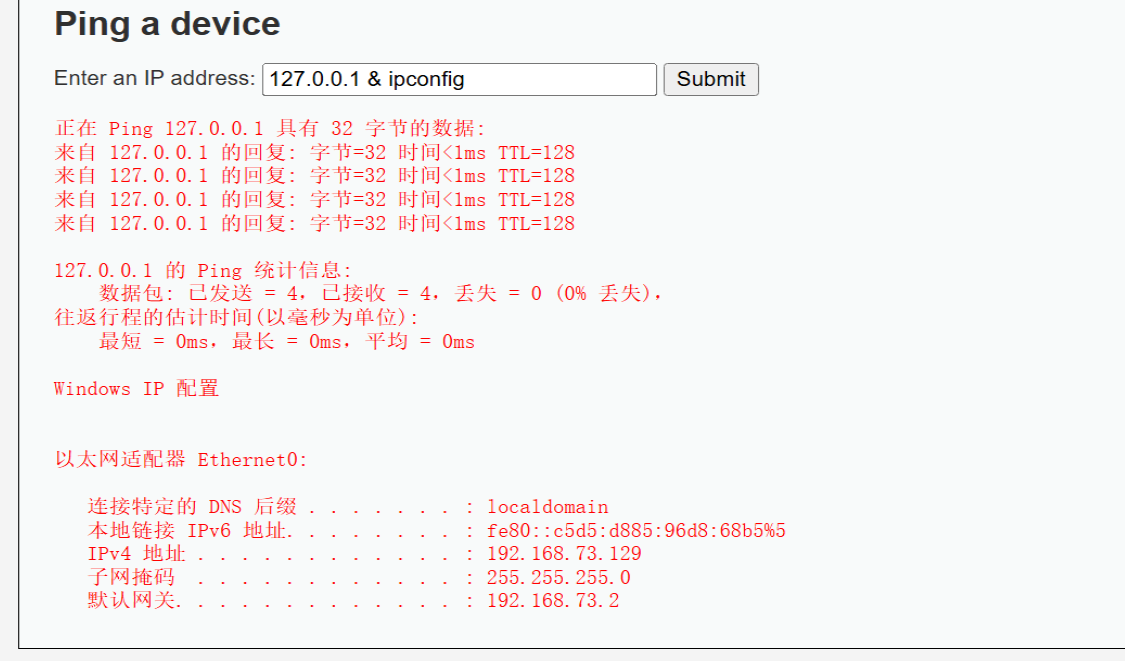 Ping a device
Enter an IP address: 127.0.0.1 & ipconfig Submit
正在 Ping 127.0.0.1 具有 32 字节的数据:
来自 127.0.0.1 的回复: 字节=32 时间<1ms TTL=128
来自 127.0.0.1 的回复: 字节=32 时间<1ms TTL=128
来自 127.0.0.1 的回复: 字节=32 时间<1ms TTL=128
来自 127.0.0.1 的回复: 字节=32 时间<1ms TTL=128
127.0.0.1 的 Ping 统计信息:
数据包: 已发送 = 4，已接收 = 4，丢失 = 0 (0% 丢失)，
往返行程的估计时间(以毫秒为单位):
最短 = 0ms，最长 = 0ms，平均 = 0ms
Windows IP 配置
以太网适配器 Ethernet0:
连接特定的 DNS 后缀 . . . . . . . : localdomain
本地链接 IPv6 地址. . . . . . . . : fe80::c5d5:d885:96d8:68b5%5
IPv4 地址 . . . . . . . . . . . . : 192.168.73.129
子网掩码 . . . . . . . . . . . . : 255.255.255.0
默认网关. . . . . . . . . . . . . : 192.168.73.2